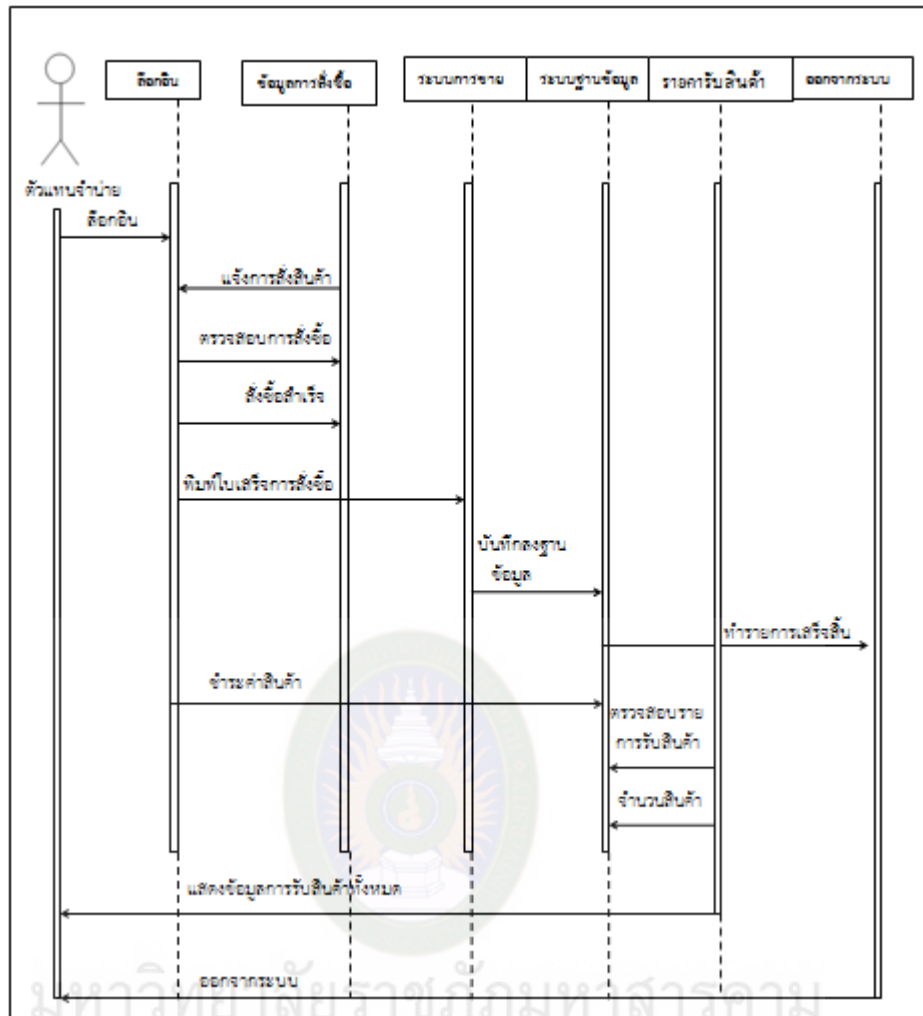 ล๊อกอิน
ข้อมูลการสั่งซื้อ
ระบบการขาย
ระบบฐานข้อมูล
รายการรับสินค้า
ออกจากระบบ
ตัวแทนจำน่าย
ล๊อกอิน
แจ้งการสั่งสินค้า
ตรวจสอบการสั่งซื้อ
สั่งซื้อสำเร็จ
พิมพ์ใบเสร็จการสั่งซื้อ
บันทึกลงฐาน
ข้อมูล
ทำรายการเสร็จสิ้น
ชำระค่าสินค้า
ตรวจสอบราย
การรับสินค้า
จำนวนสินค้า
แสดงข้อมูลการรับสินค้าทั้งหมด
ออกจากระบบ
มหาวิทยาลัยราชภัฏมหาสารคาม